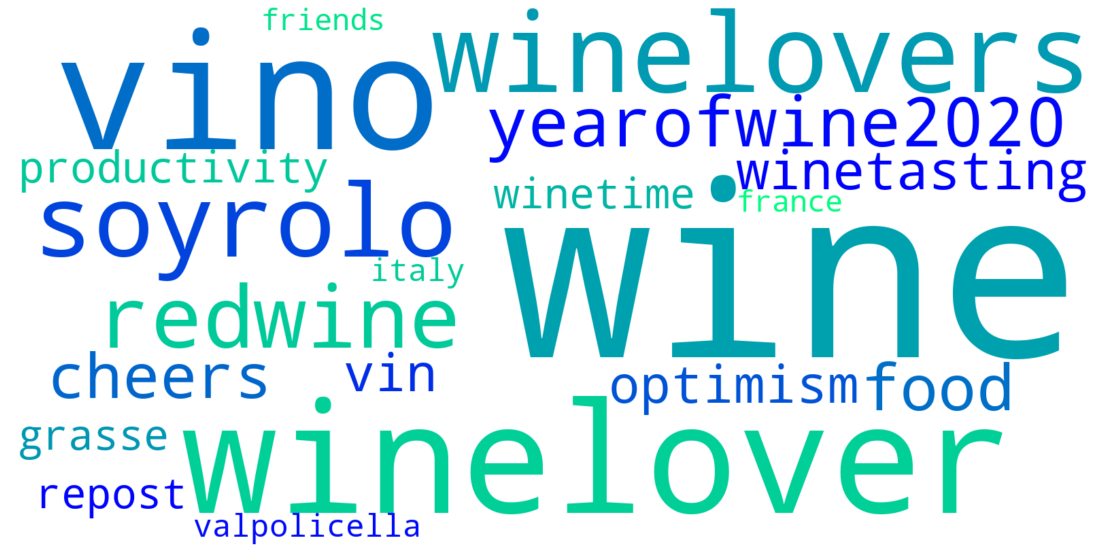 friends
vino
winelovers
yearofwine2020
productivity
winetasting
winetime
france
soyrolo
wine
italy
redwine
cheers
vin
optimism
food
grasse
winelover
repost
valpolicella